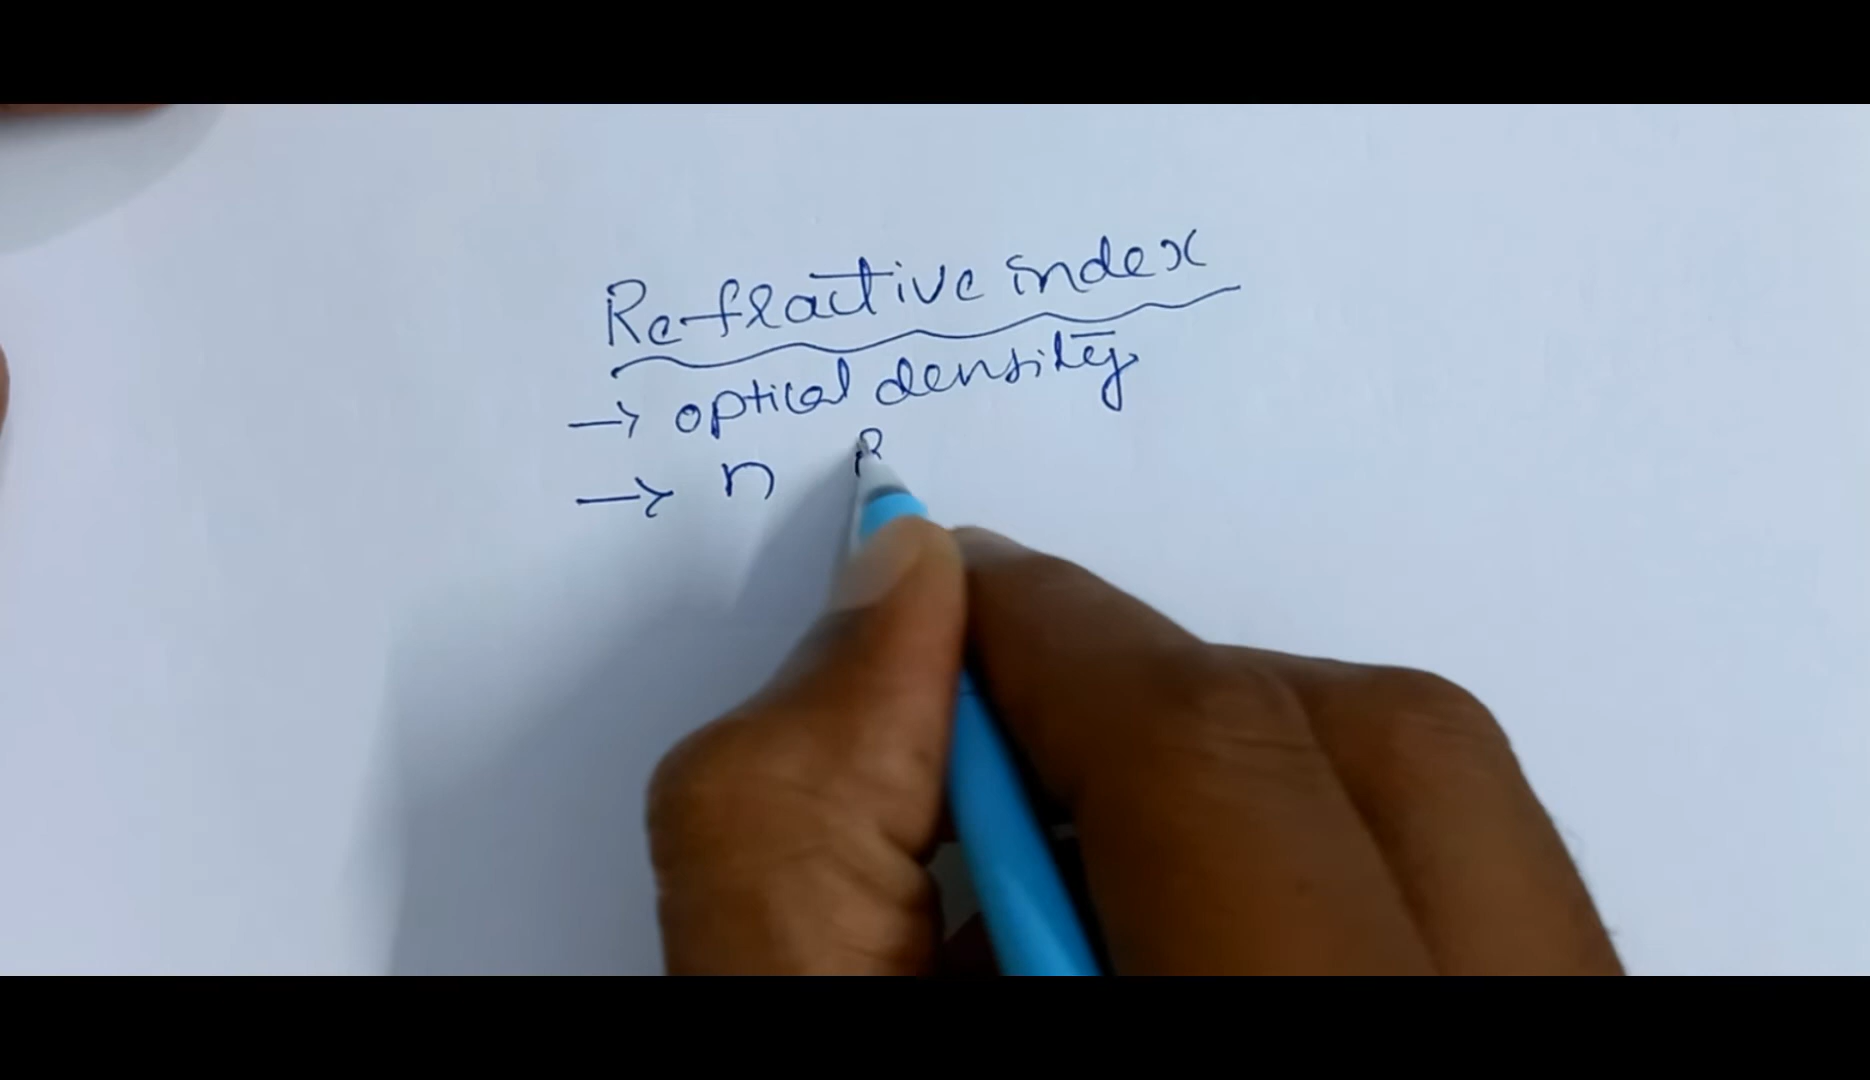 Refractive index
→ optical density
→ n